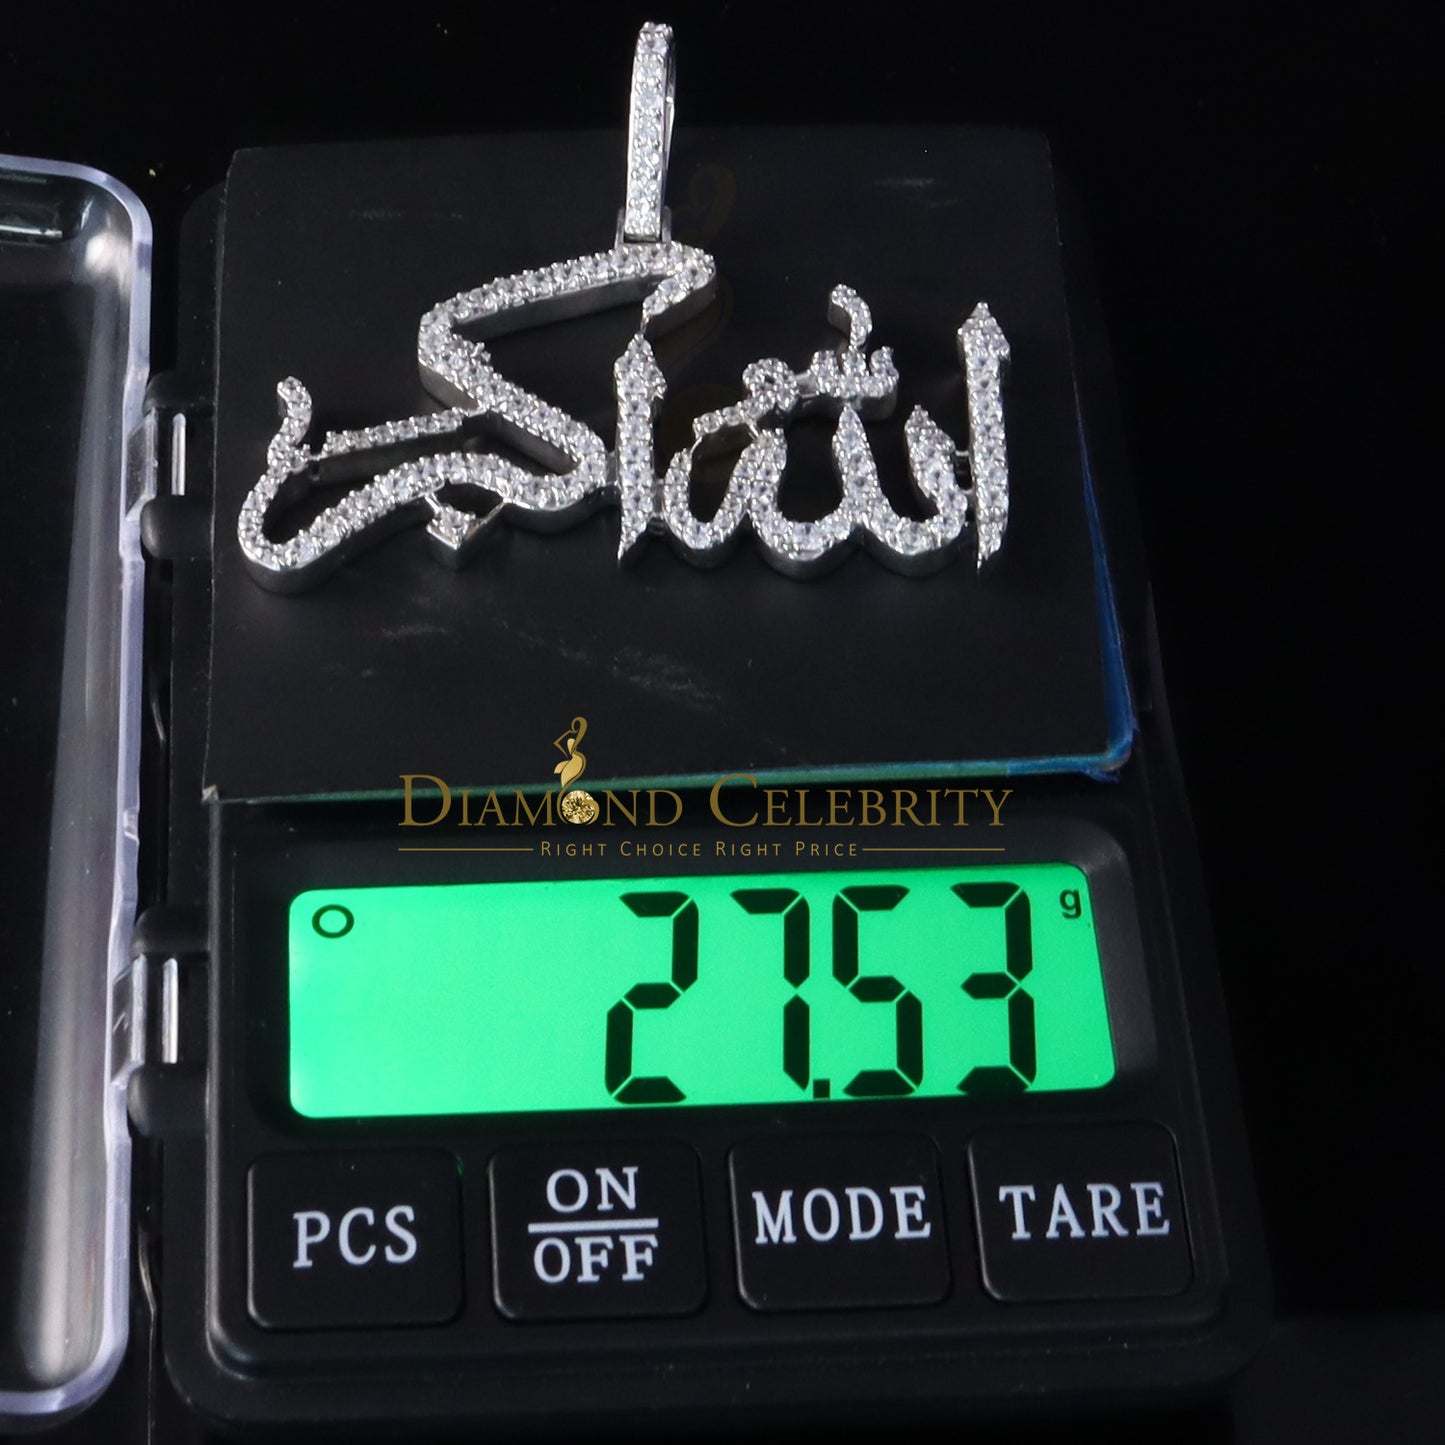 الله اكبر
DIAMOND CELEBRITY
RIGHT CHOICE RIGHT PRICE
27.53 g
PCS
ON
OFF
MODE
TARE